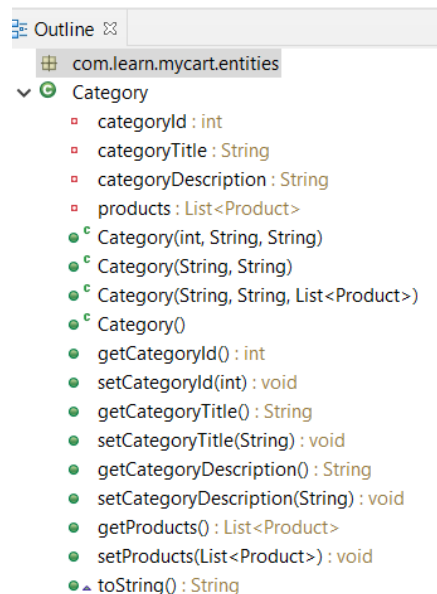 Outline
com.learn.mycart.entities
Category
categoryId : int
categoryTitle : String
categoryDescription : String
products : List<Product>
C Category(int, String, String)
C Category(String, String)
C Category(String, String, List<Product>)
C Category()
getCategoryId() : int
setCategoryId(int) : void
getCategoryTitle() : String
setCategoryTitle(String) : void
getCategoryDescription() : String
setCategoryDescription(String) : void
getProducts() : List<Product>
setProducts(List<Product>) : void
toString() : String